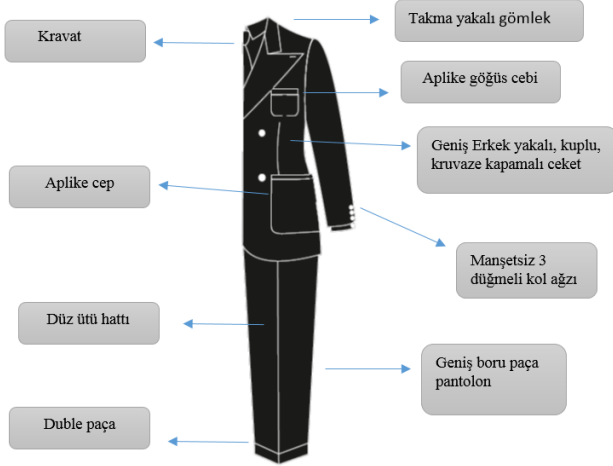 Takma yakalı gömlek
Kravat
Aplike göğüs cebi
Geniş Erkek yakalı, kuplu,
kruvaze kapamalı ceket
Aplike cep
Manşetsiz 3
düğmeli kol ağzı
Düz ütü hattı
Geniş boru paça
pantolon
Duble paça